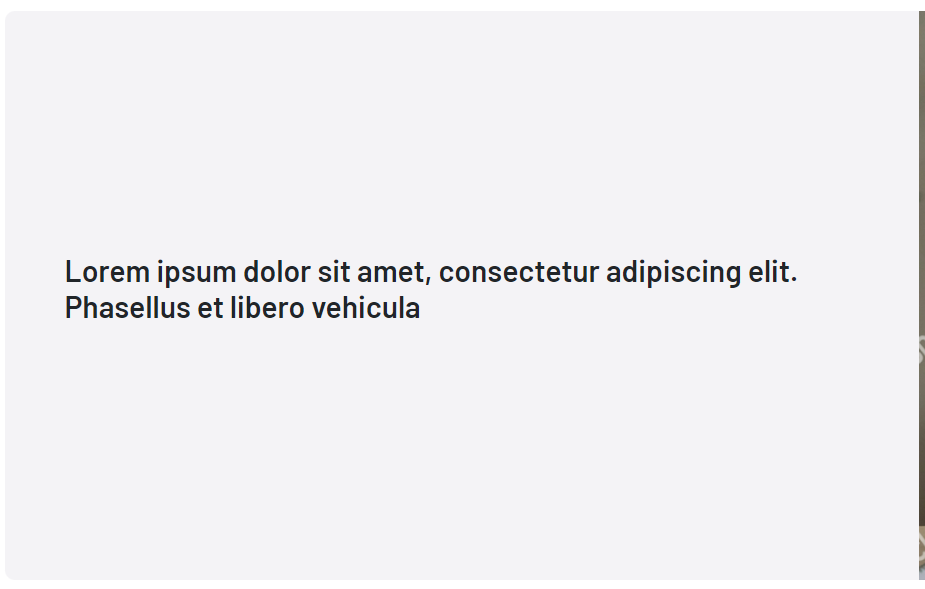 Lorem ipsum dolor sit amet, consectetur adipiscing elit.
Phasellus et libero vehicula